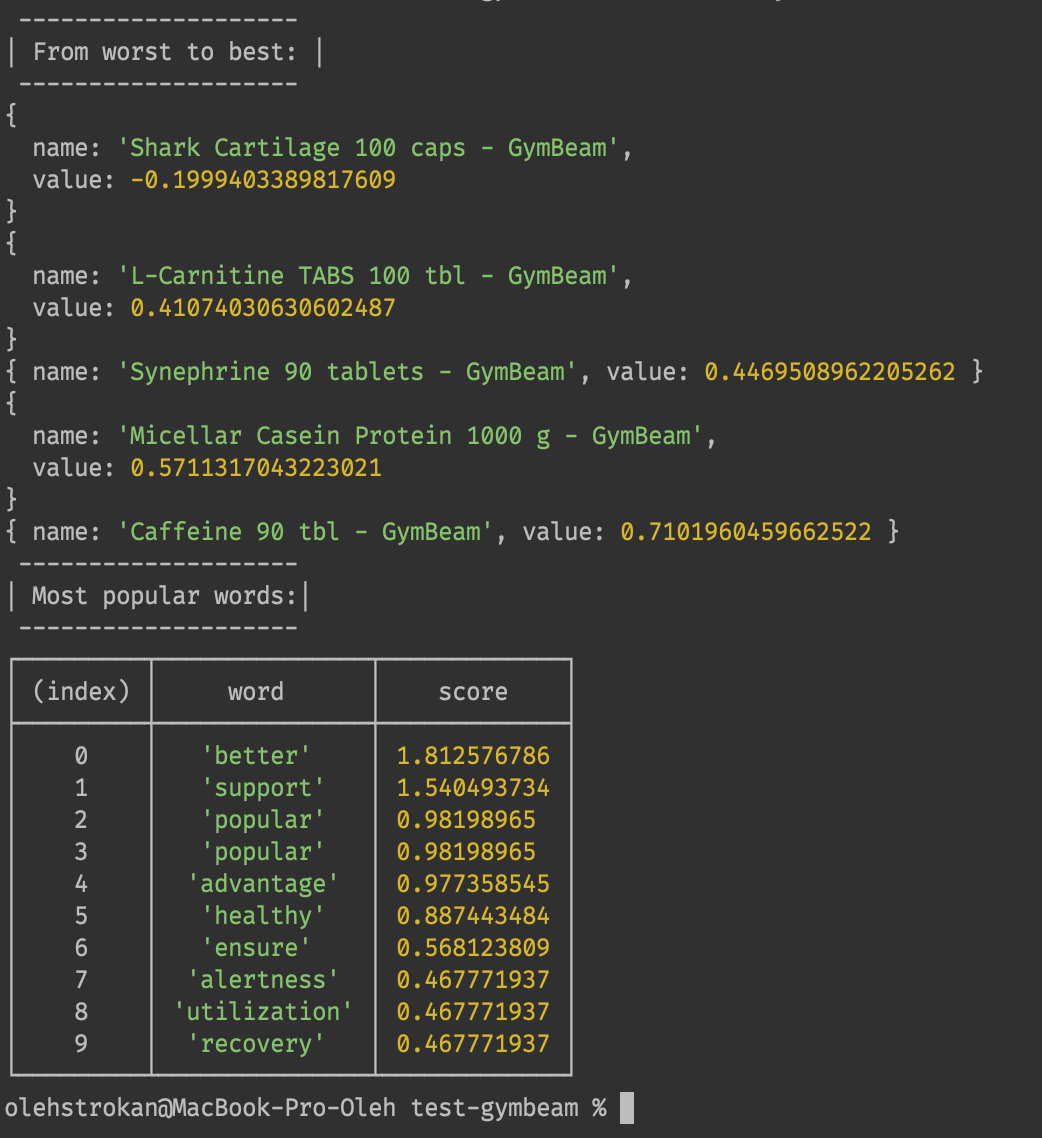 --------------------
| From worst to best: |
--------------------
{
  name: 'Shark Cartilage 100 caps - GymBeam',
  value: -0.1999403389817609
}
{
  name: 'L-Carnitine TABS 100 tbl - GymBeam',
  value: 0.41074030630602487
}
{ name: 'Synephrine 90 tablets - GymBeam', value: 0.4469508962205262 }
{
  name: 'Micellar Casein Protein 1000 g - GymBeam',
  value: 0.5711317043223021
}
{ name: 'Caffeine 90 tbl - GymBeam', value: 0.7101960459662522 }
--------------------
| Most popular words:|
--------------------
(index) word score
0 'better' 1.812576786
1 'support' 1.540493734
2 'popular' 0.98198965
3 'popular' 0.98198965
4 'advantage' 0.977358545
5 'healthy' 0.887443484
6 'ensure' 0.568123809
7 'alertness' 0.467771937
8 'utilization' 0.467771937
9 'recovery' 0.467771937
olehstrokan@MacBook-Pro-Oleh test-gymbeam %